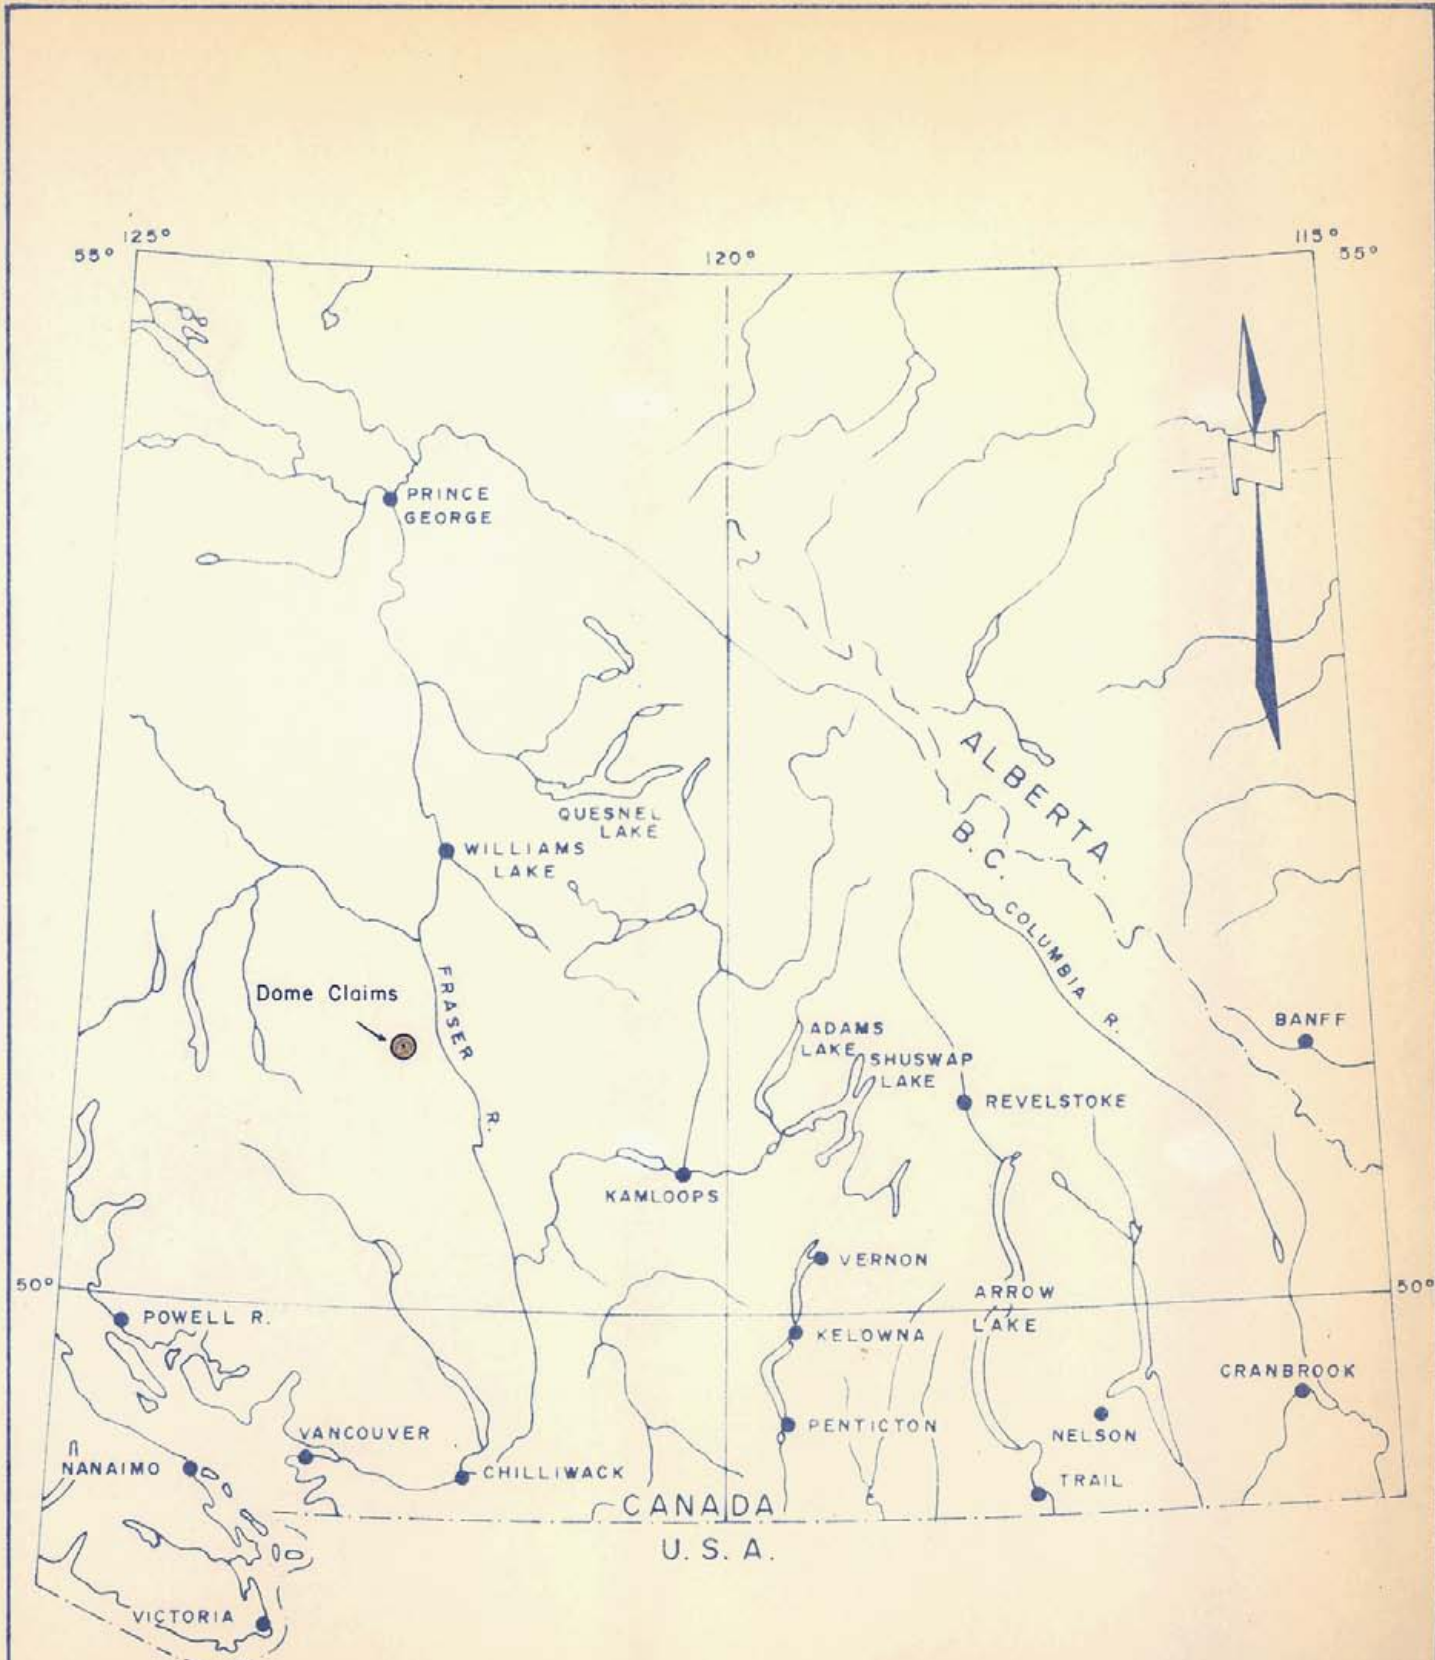 125°
115°
55°
120°
55°
PRINCE
GEORGE
ALBERTA
B.C.
QUESNEL
LAKE
WILLIAMS
LAKE
COLUMBIA R.
FRASER R.
Dome Claims
BANFF
ADAMS
LAKE
SHUSWAP
LAKE
REVELSTOKE
KAMLOOPS
VERNON
50°
50°
ARROW
LAKE
POWELL R.
KELOWNA
CRANBROOK
PENTICTON
VANCOUVER
NELSON
NANAIMO
CHILLIWACK
TRAIL
CANADA
U.S.A.
VICTORIA